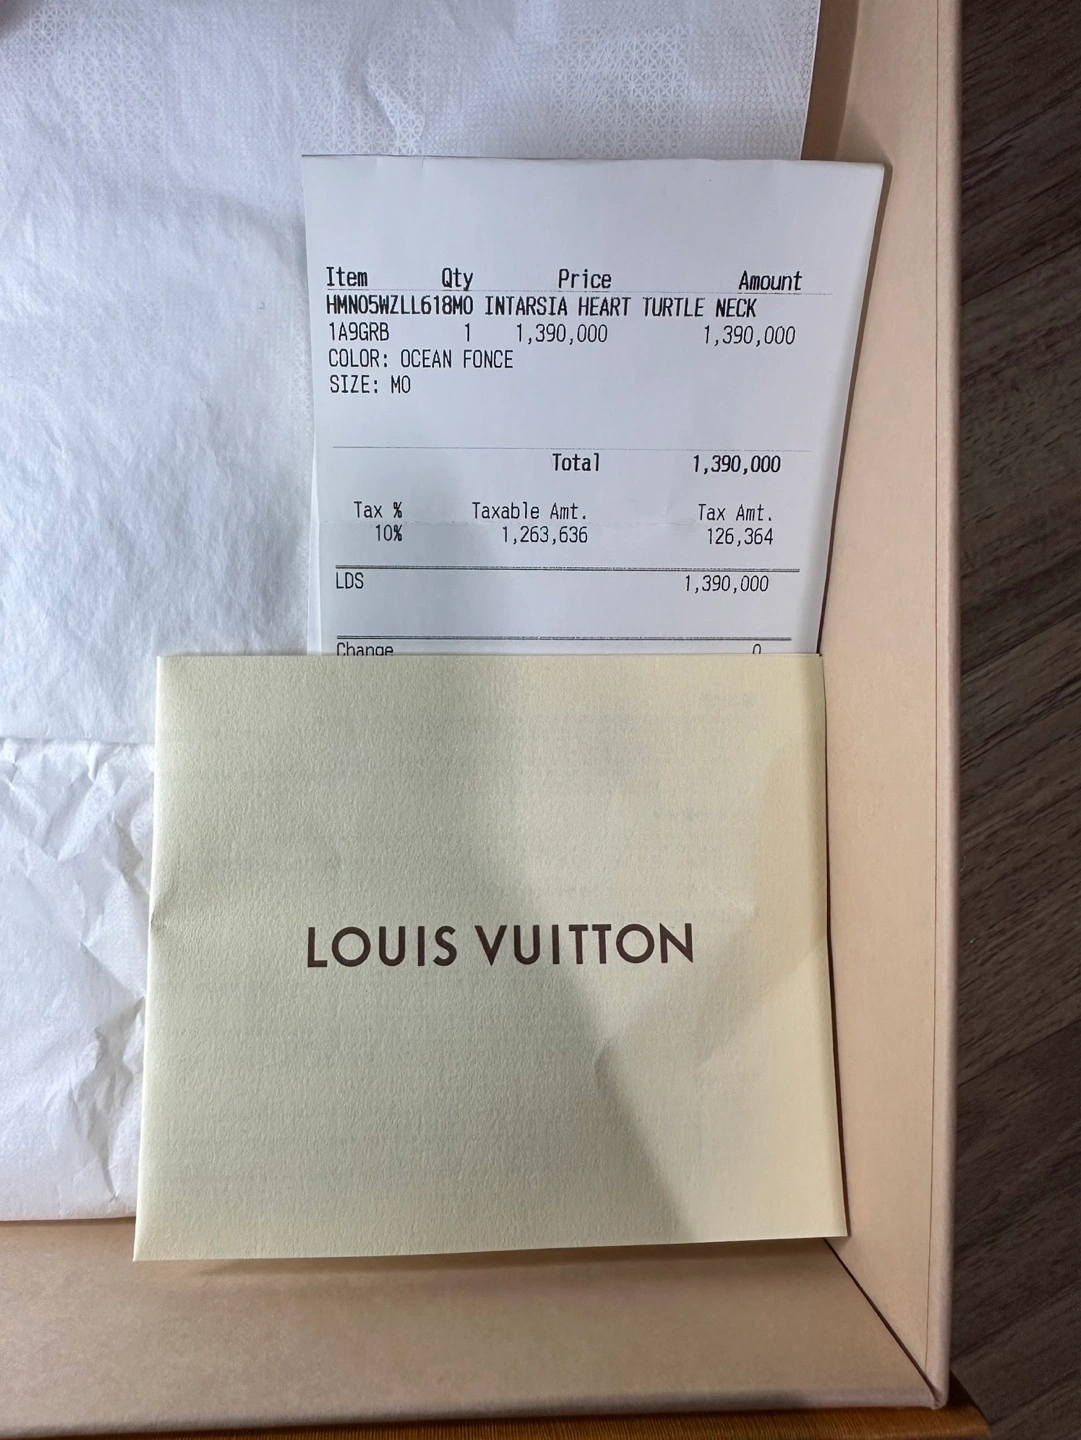 Item Qty Price Amount
HMN05WZLL618M0 INTARSIA HEART TURTLE NECK
1A9GRB 1 1,390,000 1,390,000
COLOR: OCEAN FONCE
SIZE: M0
Total 1,390,000
Tax % Taxable Amt. Tax Amt.
10% 1,263,636 126,364
LDS 1,390,000
Change 0
LOUIS VUITTON